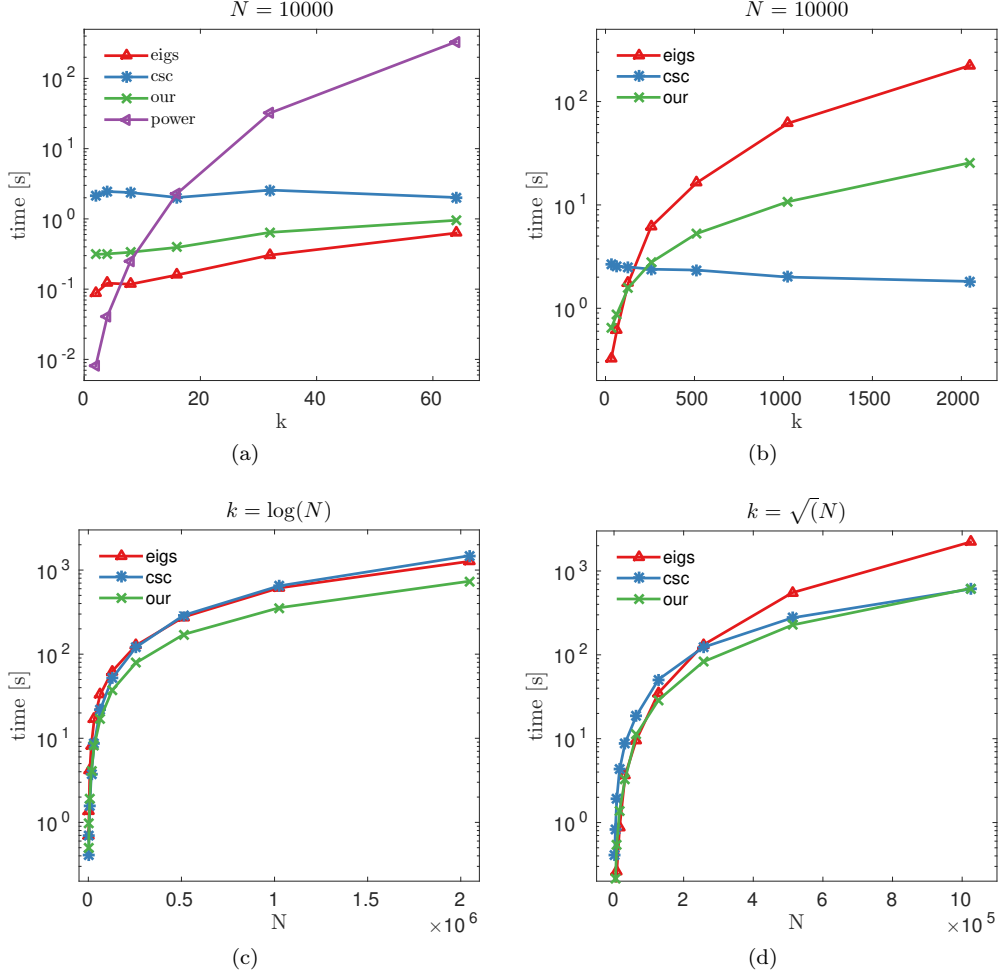 N = 10000
time [s]
10^2
10^1
10^0
10^-1
10^-2
eigs
csc
our
power
0
20
40
60
k
(a)
N = 10000
time [s]
10^2
10^1
10^0
eigs
csc
our
0
500
1000
1500
2000
k
(b)
k = log(N)
time [s]
10^3
10^2
10^1
10^0
eigs
csc
our
0
0.5
1
1.5
2
×10^6
N
(c)
k = √(N)
time [s]
10^3
10^2
10^1
10^0
eigs
csc
our
0
2
4
6
8
10
×10^5
N
(d)